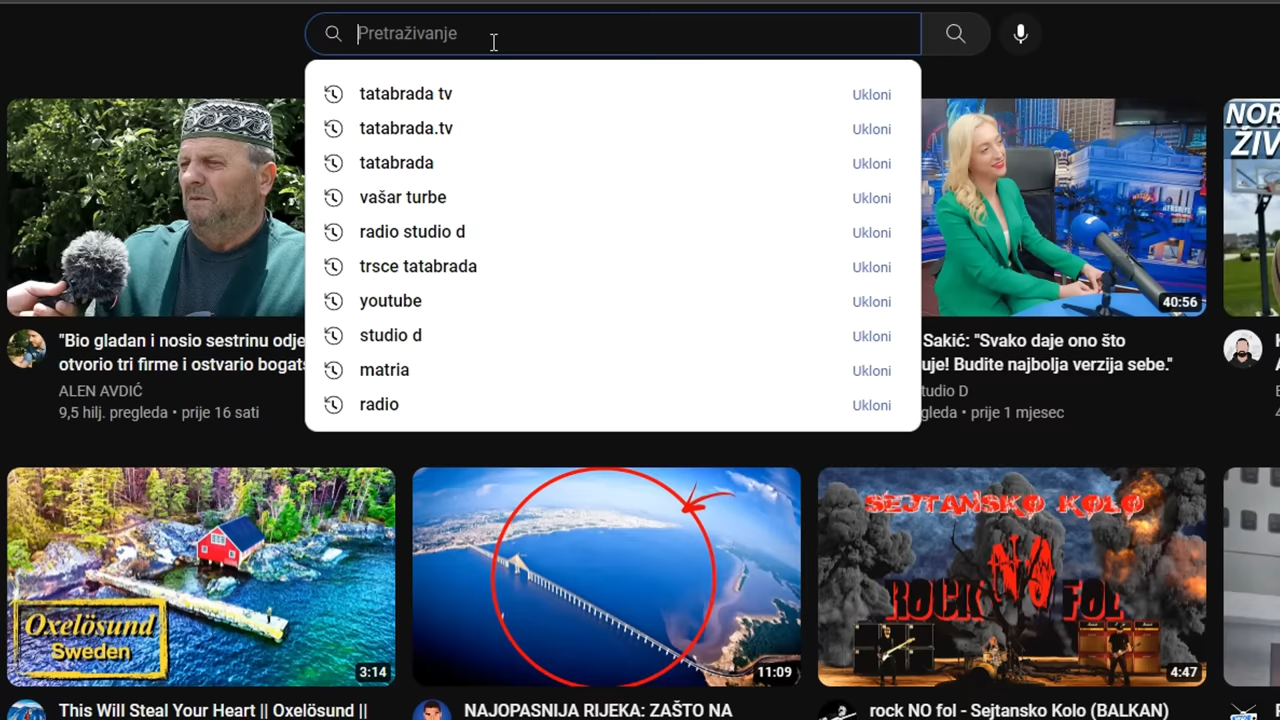 Pretraživanje
tatabrada tv Ukloni
tatabrada.tv Ukloni
tatabrada Ukloni
vašar turbe Ukloni
radio studio d Ukloni
trsce tatabrada Ukloni
youtube Ukloni
studio d Ukloni
matria Ukloni
radio Ukloni
"Bio gladan i nosio sestrinu odje
otvorio tri firme i ostvario bogats
ALEN AVDIĆ
9,5 hilj. pregleda • prije 16 sati
40:56
Sakić: "Svako daje ono što
uje! Budite najbolja verzija sebe."
tudio D
gleda • prije 1 mjesec
NOR
ŽIV
Oxelösund
Sweden
3:14
11:09
SEJTANSKO KOLO
ROCK NO FOL
4:47
This Will Steal Your Heart || Oxelösund ||
NAJOPASNIJA RIJEKA: ZAŠTO NA
rock NO fol - Sejtansko Kolo (BALKAN)